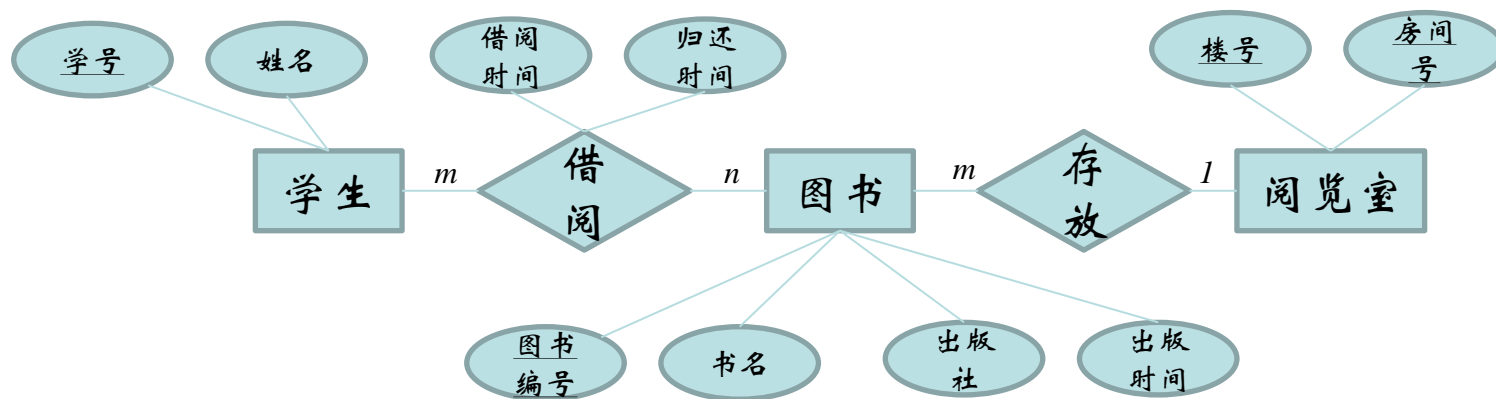 学号
姓名
借阅
时间
归还
时间
楼号
房间
号
学生
m
借
阅
n
图书
m
存
放
1
阅览室
图书
编号
书名
出版
社
出版
时间